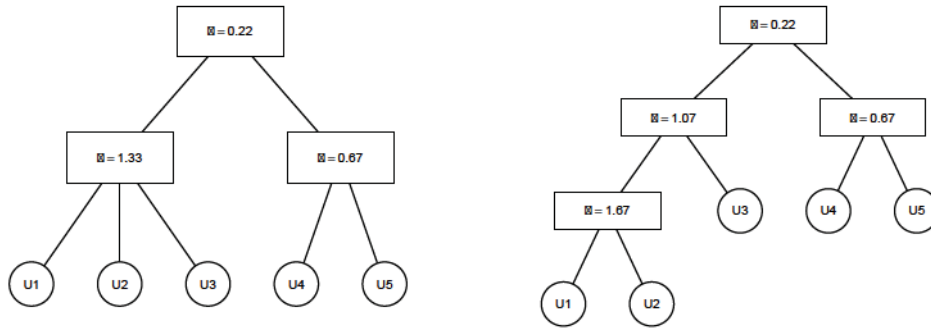 ⊠ = 0.22
⊠ = 1.33
⊠ = 0.67
U1
U2
U3
U4
U5
⊠ = 0.22
⊠ = 1.07
⊠ = 0.67
⊠ = 1.67
U3
U4
U5
U1
U2